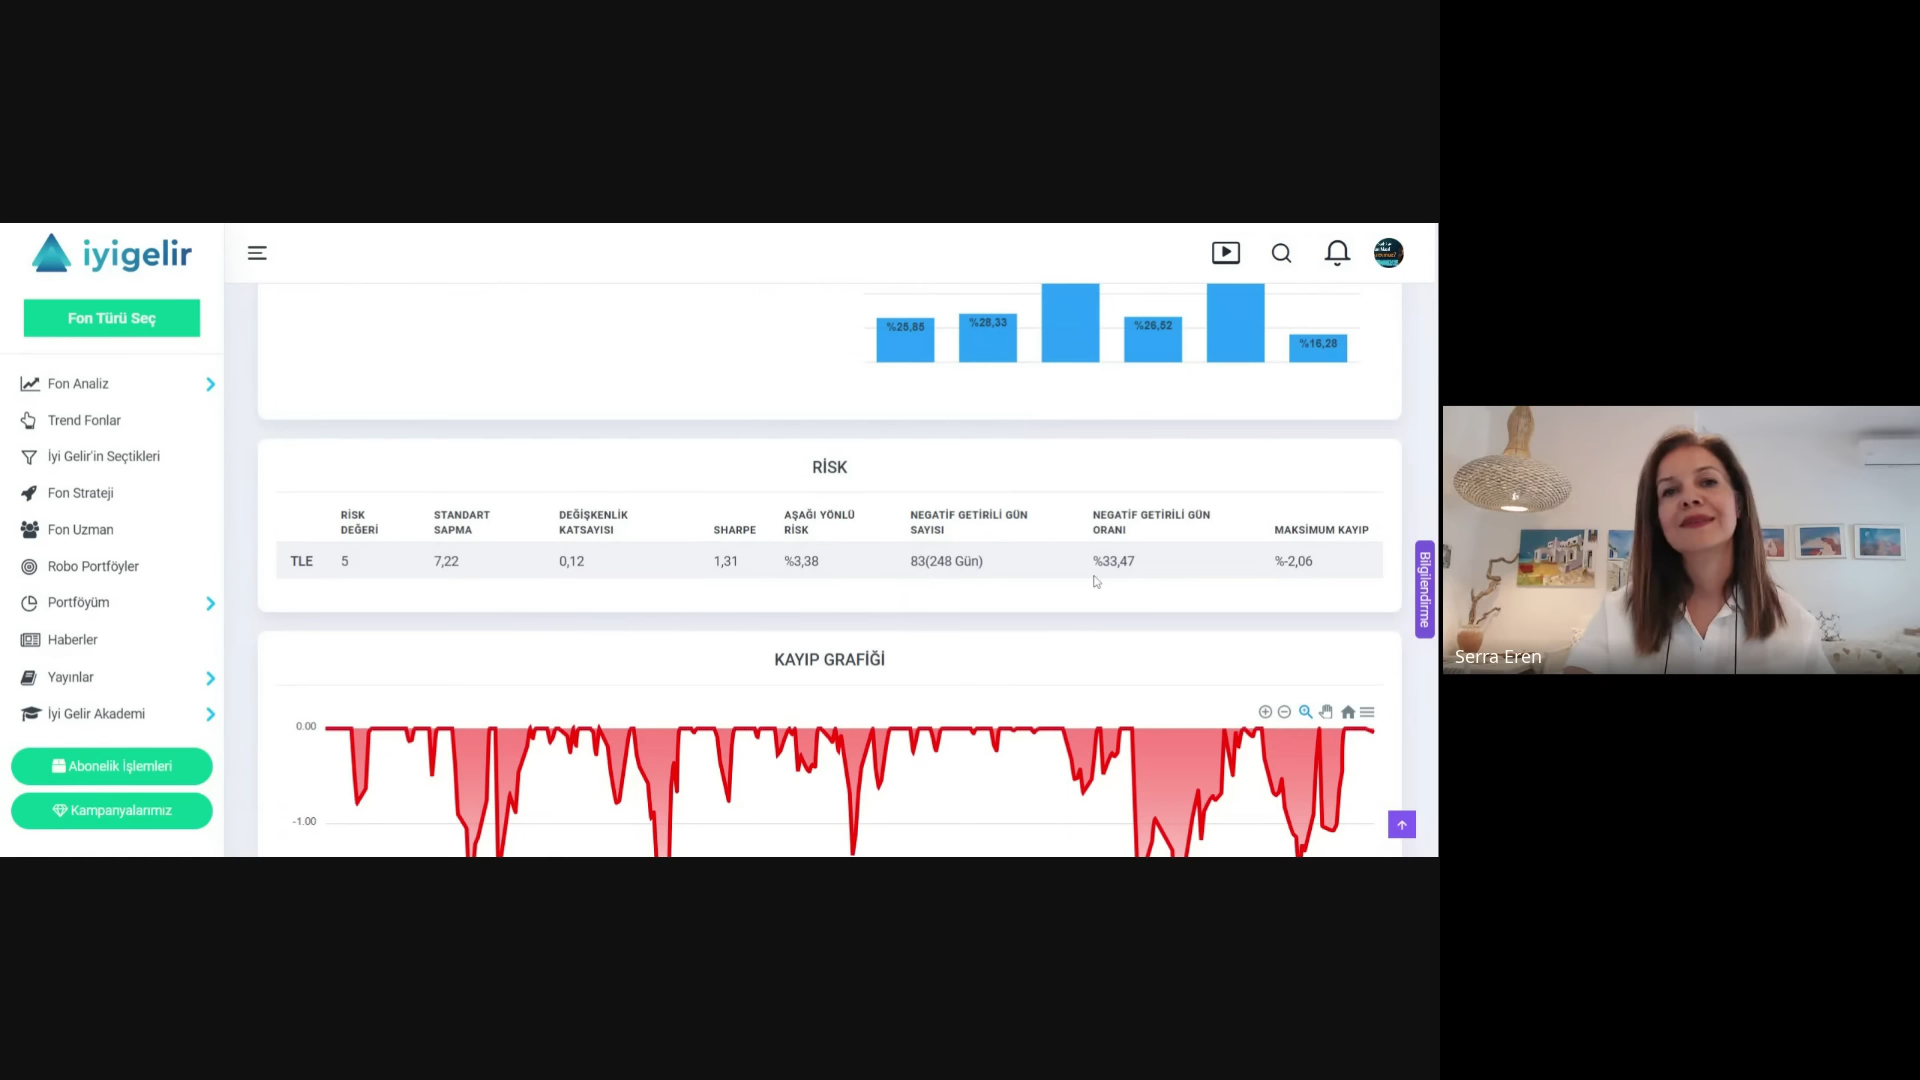 iyigelir
Fon Türü Seç
Fon Analiz
Trend Fonlar
İyi Gelir'in Seçtikleri
Fon Strateji
Fon Uzman
Robo Portföyler
Portföyüm
Haberler
Yayınlar
İyi Gelir Akademi
Abonelik İşlemleri
Kampanyalarımız
%25,85
%28,33
%26,52
%16,28
RİSK
RİSK DEĞERİ
STANDART SAPMA
DEĞİŞKENLİK KATSAYISI
SHARPE
AŞAĞI YÖNLÜ RİSK
NEGATİF GETİRİLİ GÜN SAYISI
NEGATİF GETİRİLİ GÜN ORANI
MAKSİMUM KAYIP
TLE 5 7,22 0,12 1,31 %3,38 83(248 Gün) %33,47 %-2,06
KAYIP GRAFİĞİ
0.00
-1.00
Bilgilendirme
Serra Eren